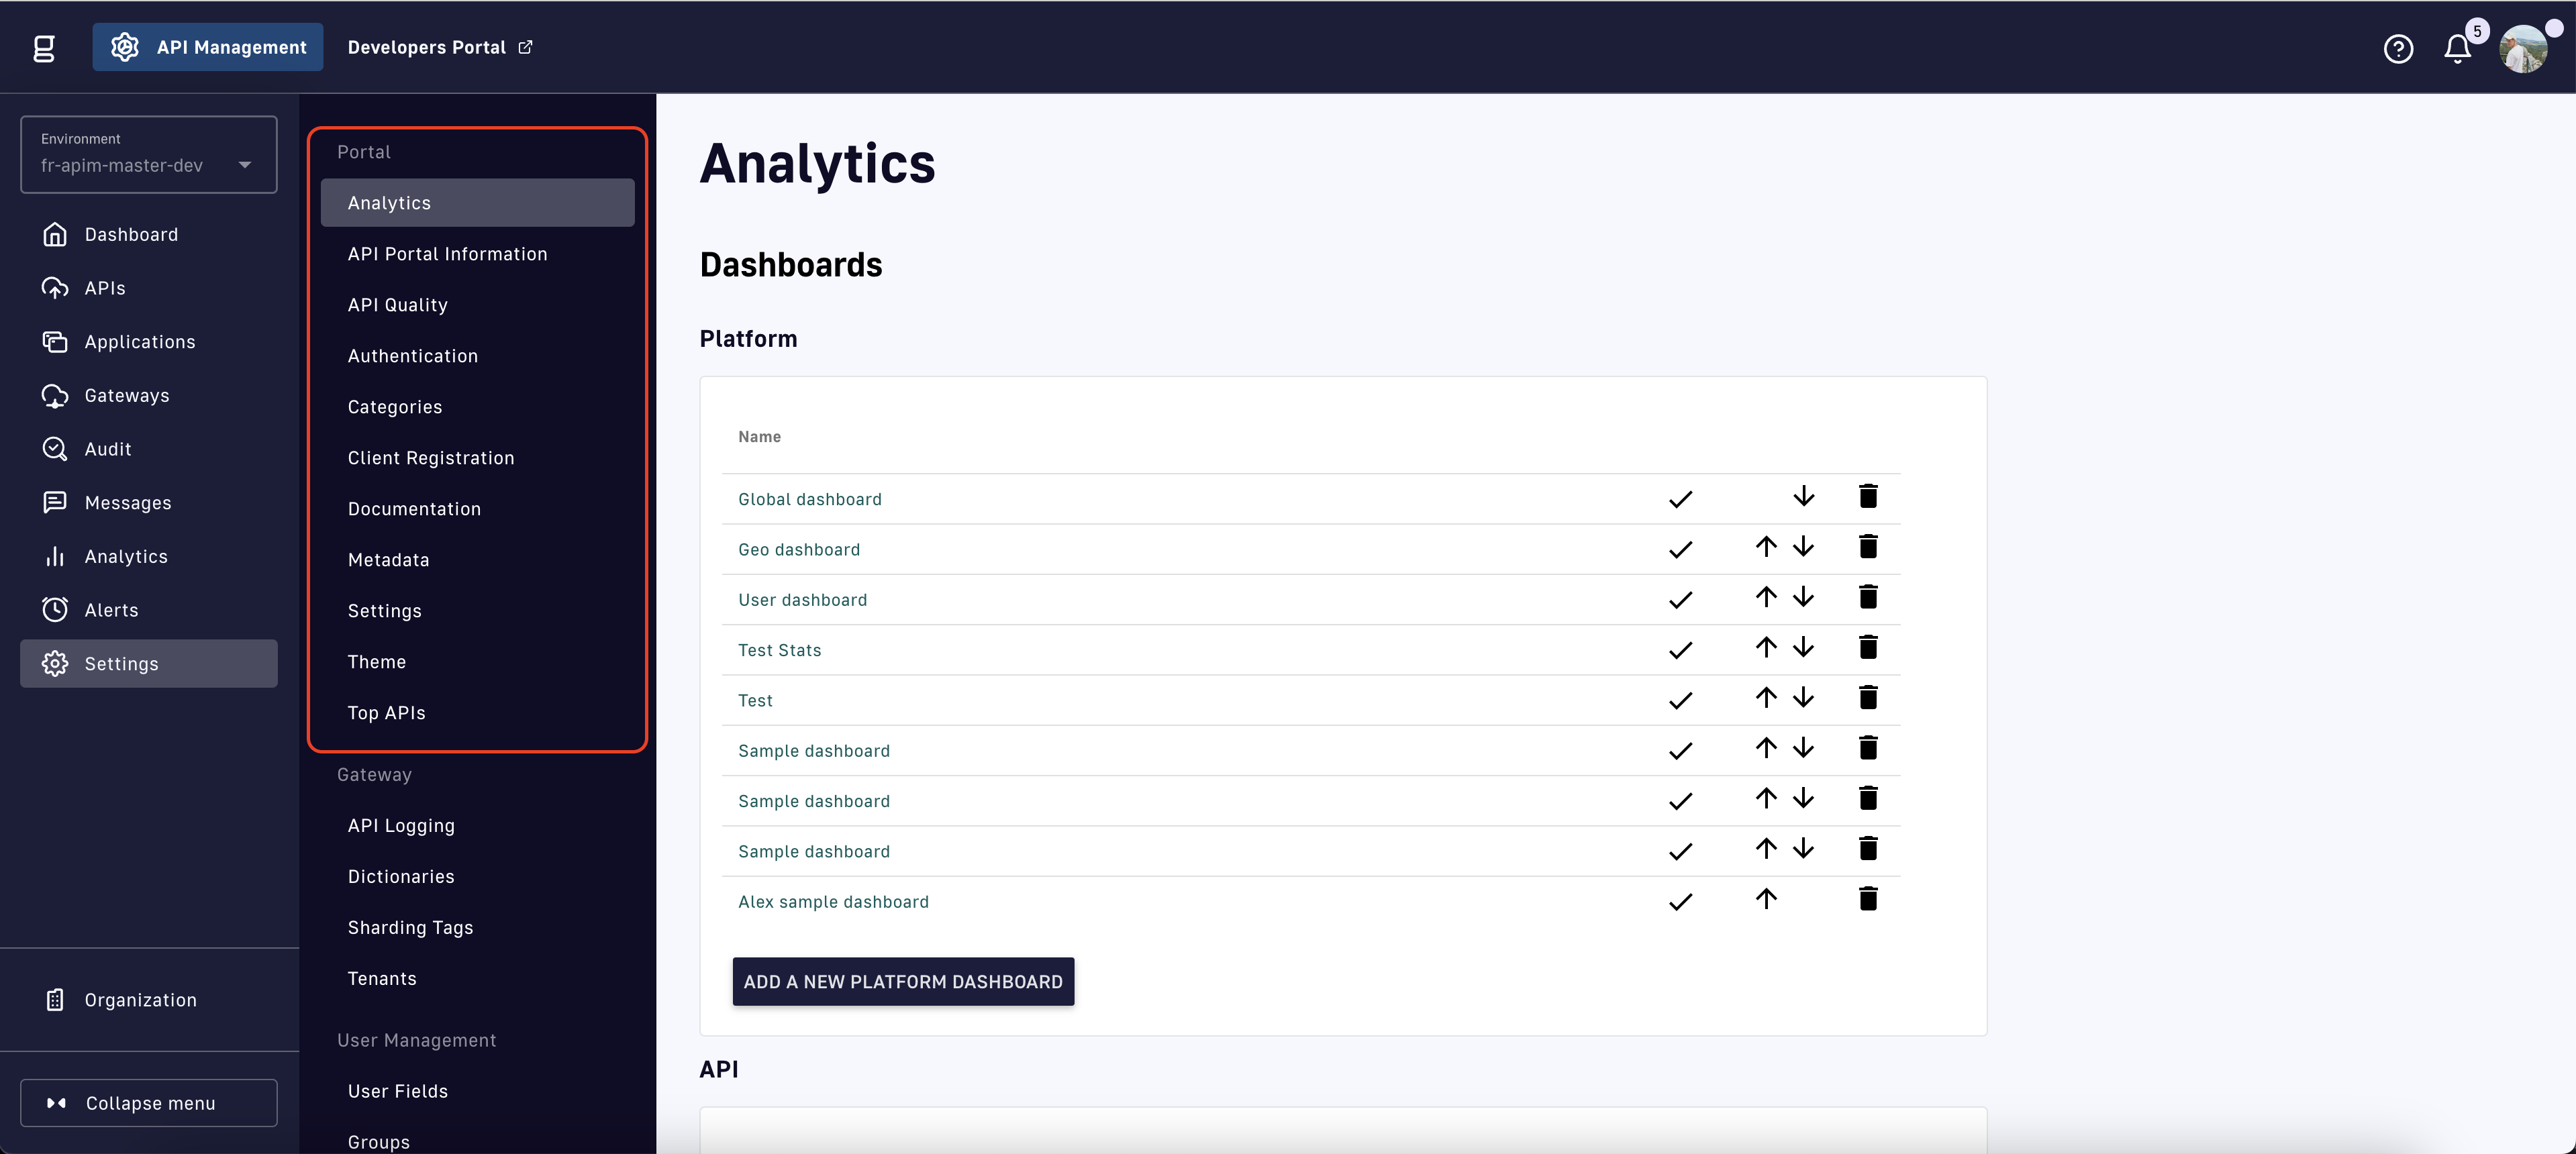 g
API Management
Developers Portal
5
Environment
fr-apim-master-dev
Dashboard
APIs
Applications
Gateways
Audit
Messages
Analytics
Alerts
Settings
Organization
Collapse menu
Portal
Analytics
API Portal Information
API Quality
Authentication
Categories
Client Registration
Documentation
Metadata
Settings
Theme
Top APIs
Gateway
API Logging
Dictionaries
Sharding Tags
Tenants
User Management
User Fields
Groups
Analytics
Dashboards
Platform
Name
Global dashboard
Geo dashboard
User dashboard
Test Stats
Test
Sample dashboard
Sample dashboard
Sample dashboard
Alex sample dashboard
ADD A NEW PLATFORM DASHBOARD
API